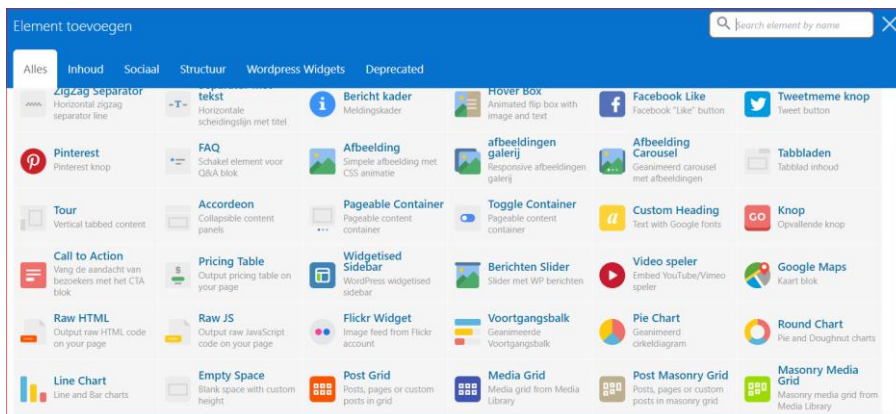 Element toevoegen
Search element by name
Alles Inhoud Sociaal Structuur Wordpress Widgets Deprecated
ZigZag Separator
Horizontal zigzag
separator line
tekst
Horizontale
scheidingslijn met titel
Bericht kader
Meldingskader
Hover Box
Animated flip box with
image and text
Facebook Like
Facebook "Like" button
Tweetmeme knop
Tweet button
Pinterest
Pinterest knop
FAQ
Schakel element voor
Q&A blok
Afbeelding
Simpele afbeelding met
CSS animatie
afbeeldingen
galerij
Responsive afbeeldingen
galerij
Afbeelding
Carousel
Geanimeerd carousel
met afbeeldingen
Tabbladen
Tabblad inhoud
Tour
Vertical tabbed content
Accordeon
Collapsible content
panels
Pageable Container
Pageable content
container
Toggle Container
Pageable content
container
Custom Heading
Text with Google fonts
GO
Knop
Opvallende knop
Call to Action
Vang de aandacht van
bezoekers met het CTA
blok
Pricing Table
Output pricing table on
your page
Widgetised
Sidebar
WordPress widgetised
sidebar
Berichten Slider
Slider met WP berichten
Video speler
Embed YouTube/Vimeo
speler
Google Maps
Kaart blok
Raw HTML
Output raw HTML code
on your page
Raw JS
Output raw JavaScript
code on your page
Flickr Widget
Image feed from Flickr
account
Voortgangsbalk
Geanimeerde
Voortgangsbalk
Pie Chart
Geanimeerd
cirkeldiagram
Round Chart
Pie and Doughnut charts
Line Chart
Line and Bar charts
Empty Space
Blank space with custom
height
Post Grid
Posts, pages or custom
posts in grid
Media Grid
Media grid from Media
Library
Post Masonry Grid
Posts, pages or custom
posts in masonry grid
Masonry Media
Grid
Masonry media grid from
Media Library